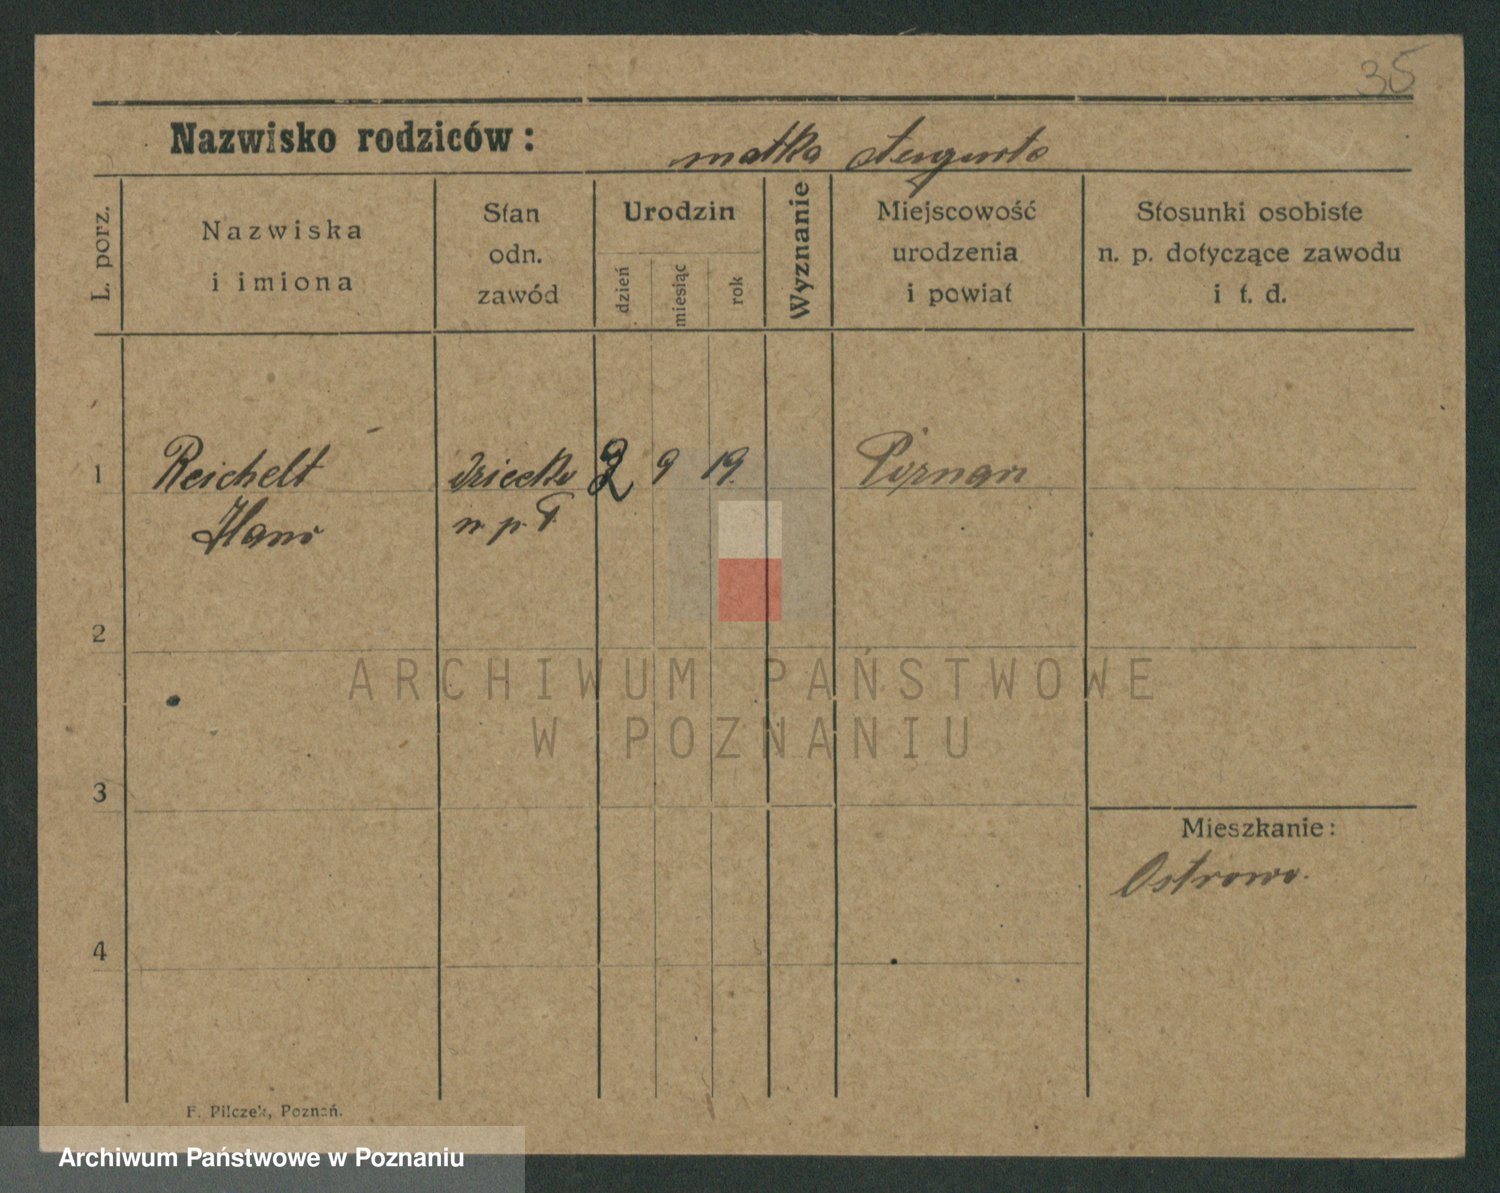 35
Nazwisko rodziców: matka Augusta
L. porz.
Nazwiska
i imiona
Stan
odn.
zawód
Urodzin
dzień
miesiąc
rok
Wyznanie
Miejscowość
urodzenia
i powiat
Stosunki osobiste
n. p. dotyczące zawodu
i t. d.
1 Reichelt dziecko 2 9 19. Poznan
Hans
2
3
4
Mieszkanie:
Ostrowo.
F. Pilczek, Poznań.
ARCHIWUM PAŃSTWOWE
W POZNANIU
Archiwum Państwowe w Poznaniu